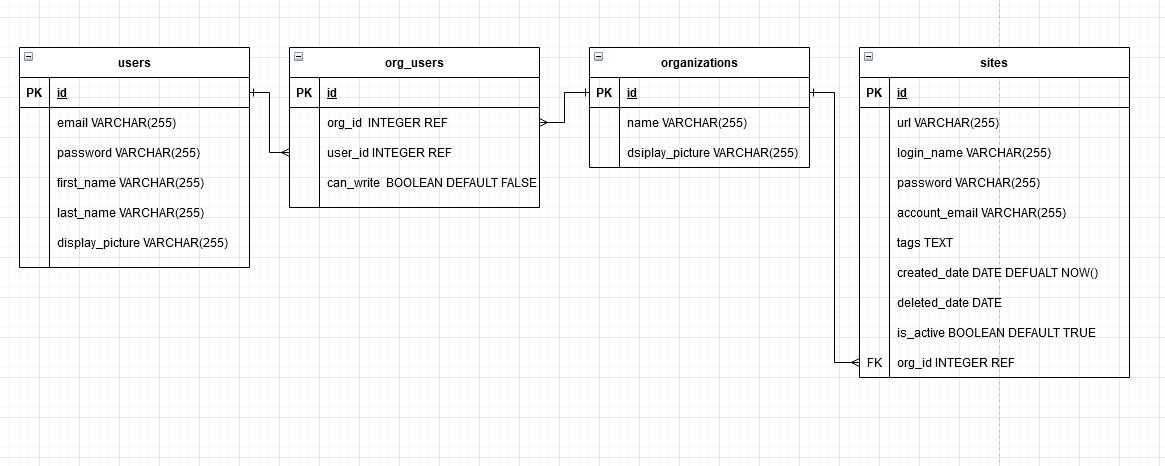 users
PK id
email VARCHAR(255)
password VARCHAR(255)
first_name VARCHAR(255)
last_name VARCHAR(255)
display_picture VARCHAR(255)
org_users
PK id
org_id INTEGER REF
user_id INTEGER REF
can_write BOOLEAN DEFAULT FALSE
organizations
PK id
name VARCHAR(255)
dsiplay_picture VARCHAR(255)
sites
PK id
url VARCHAR(255)
login_name VARCHAR(255)
password VARCHAR(255)
account_email VARCHAR(255)
tags TEXT
created_date DATE DEFUALT NOW()
deleted_date DATE
is_active BOOLEAN DEFAULT TRUE
FK org_id INTEGER REF